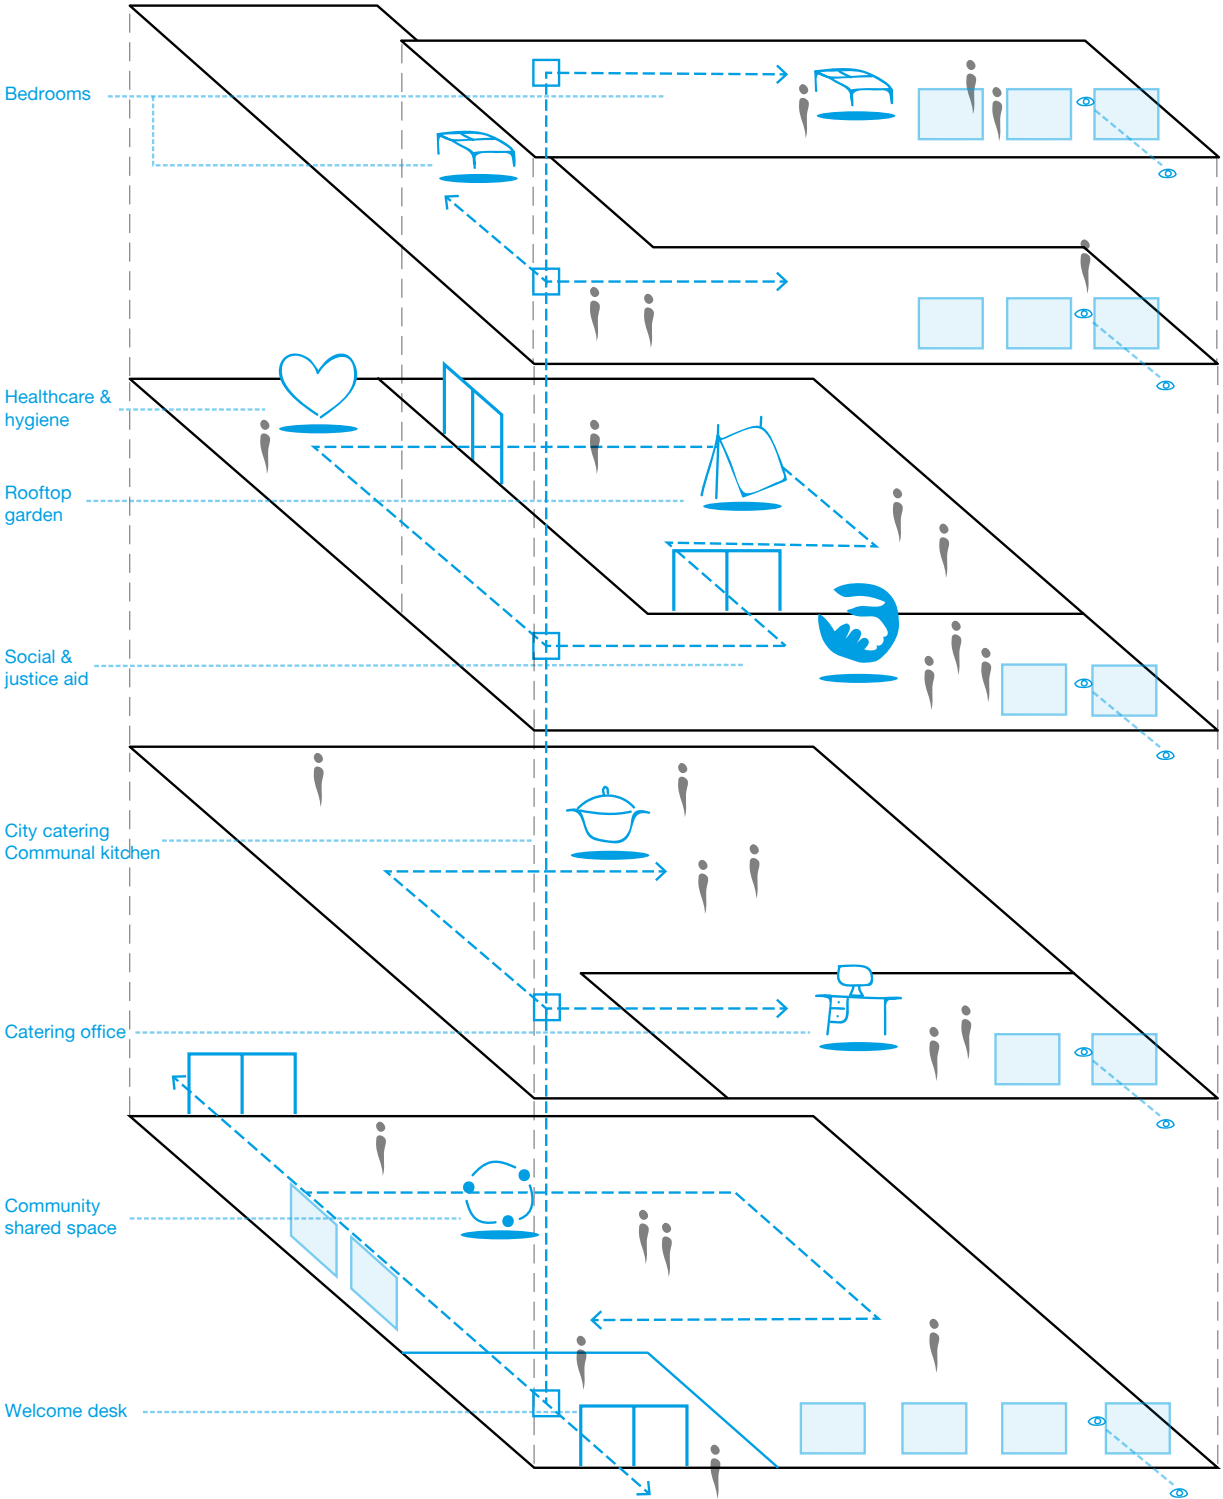 Bedrooms
Healthcare &
hygiene
Rooftop
garden
Social &
justice aid
City catering
Communal kitchen
Catering office
Community
shared space
Welcome desk